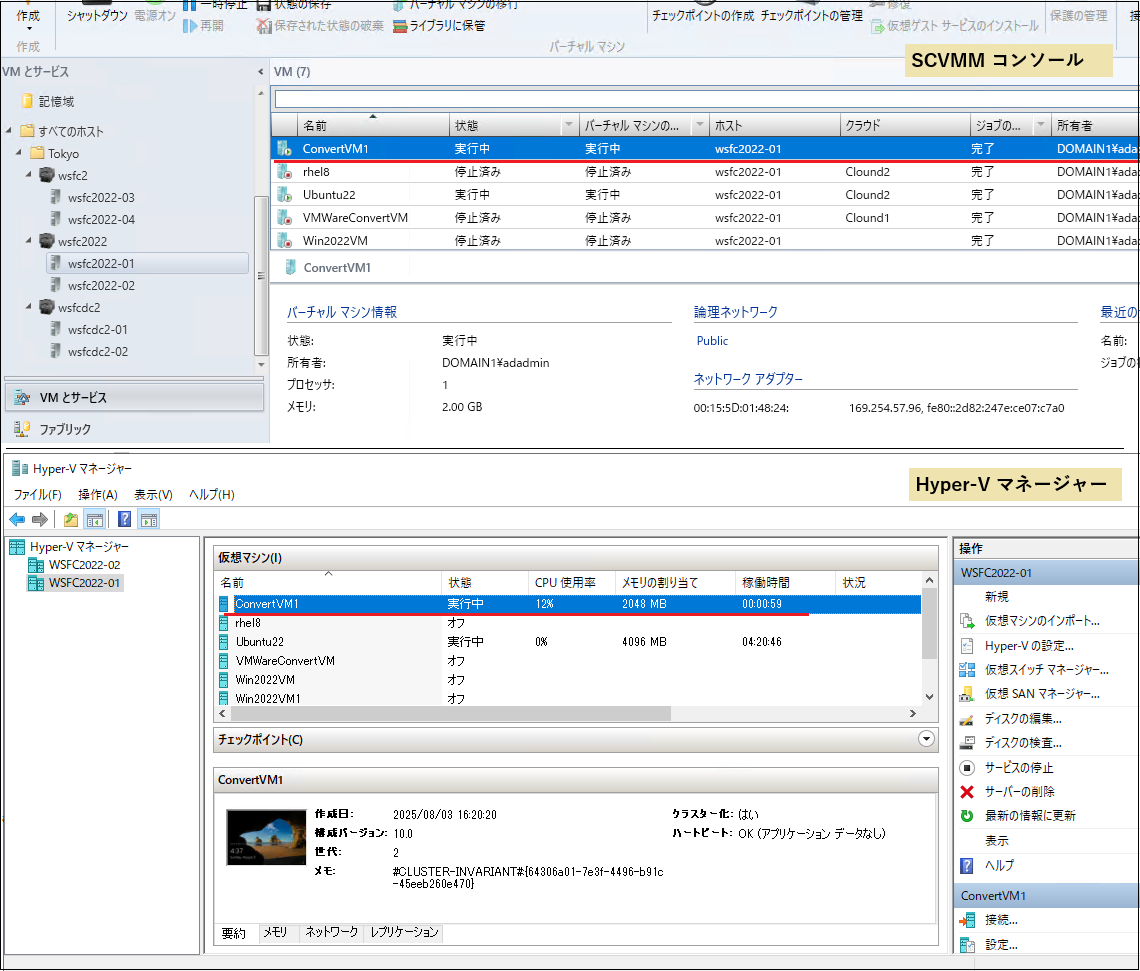 作成
シャットダウン 電源オン
一時停止
再開
状態の保存
保存された状態の破棄
バーチャル マシンの移行
ライブラリに保管
チェックポイントの作成 チェックポイントの管理
修復
仮想ゲスト サービスのインストール
保護の管理
接
作成
バーチャル マシン
SCVMM コンソール
VM とサービス
記憶域
すべてのホスト
Tokyo
wsfc2
wsfc2022-03
wsfc2022-04
wsfc2022
wsfc2022-01
wsfc2022-02
wsfcdc2
wsfcdc2-01
wsfcdc2-02
VM とサービス
ファブリック
VM (7)
名前 状態 バーチャル マシンの... ホスト クラウド ジョブの... 所有者
ConvertVM1 実行中 実行中 wsfc2022-01 完了 DOMAIN1¥ada
rhel8 停止済み 停止済み wsfc2022-01 Clound2 完了 DOMAIN1¥ada
Ubuntu22 実行中 実行中 wsfc2022-01 Clound2 完了 DOMAIN1¥ada
VMWareConvertVM 停止済み 停止済み wsfc2022-01 Clound1 完了 DOMAIN1¥ada
Win2022VM 停止済み 停止済み wsfc2022-01 完了 DOMAIN1¥ada
ConvertVM1
バーチャル マシン情報
状態: 実行中
所有者: DOMAIN1¥adadmin
プロセッサ: 1
メモリ: 2.00 GB
論理ネットワーク
Public
ネットワーク アダプター
00:15:5D:01:48:24: 169.254.57.96, fe80::2d82:247e:ce07:c7a0
最近の
名前:
ジョブの
Hyper-V マネージャー
Hyper-V マネージャー
ファイル(F) 操作(A) 表示(V) ヘルプ(H)
Hyper-V マネージャー
WSFC2022-02
WSFC2022-01
仮想マシン(I)
名前 状態 CPU 使用率 メモリの割り当て 稼働時間 状況
ConvertVM1 実行中 12% 2048 MB 00:00:59
rhel8 オフ
Ubuntu22 実行中 0% 4096 MB 04:20:46
VMWareConvertVM オフ
Win2022VM オフ
Win2022VM1 オフ
チェックポイント(C)
ConvertVM1
4:37
作成日: 2025/08/03 16:20:20
構成バージョン: 10.0
世代: 2
メモ: #CLUSTER-INVARIANT#:{64306a01-7e3f-4496-b91c
-45eeb260e470}
クラスター化: はい
ハートビート: OK (アプリケーション データなし)
要約 メモリ ネットワーク レプリケーション
操作
WSFC2022-01
新規
仮想マシンのインポート...
Hyper-V の設定...
仮想スイッチ マネージャー...
仮想 SAN マネージャー...
ディスクの編集...
ディスクの検査...
サービスの停止
サーバーの削除
最新の情報に更新
表示
ヘルプ
ConvertVM1
接続...
設定...